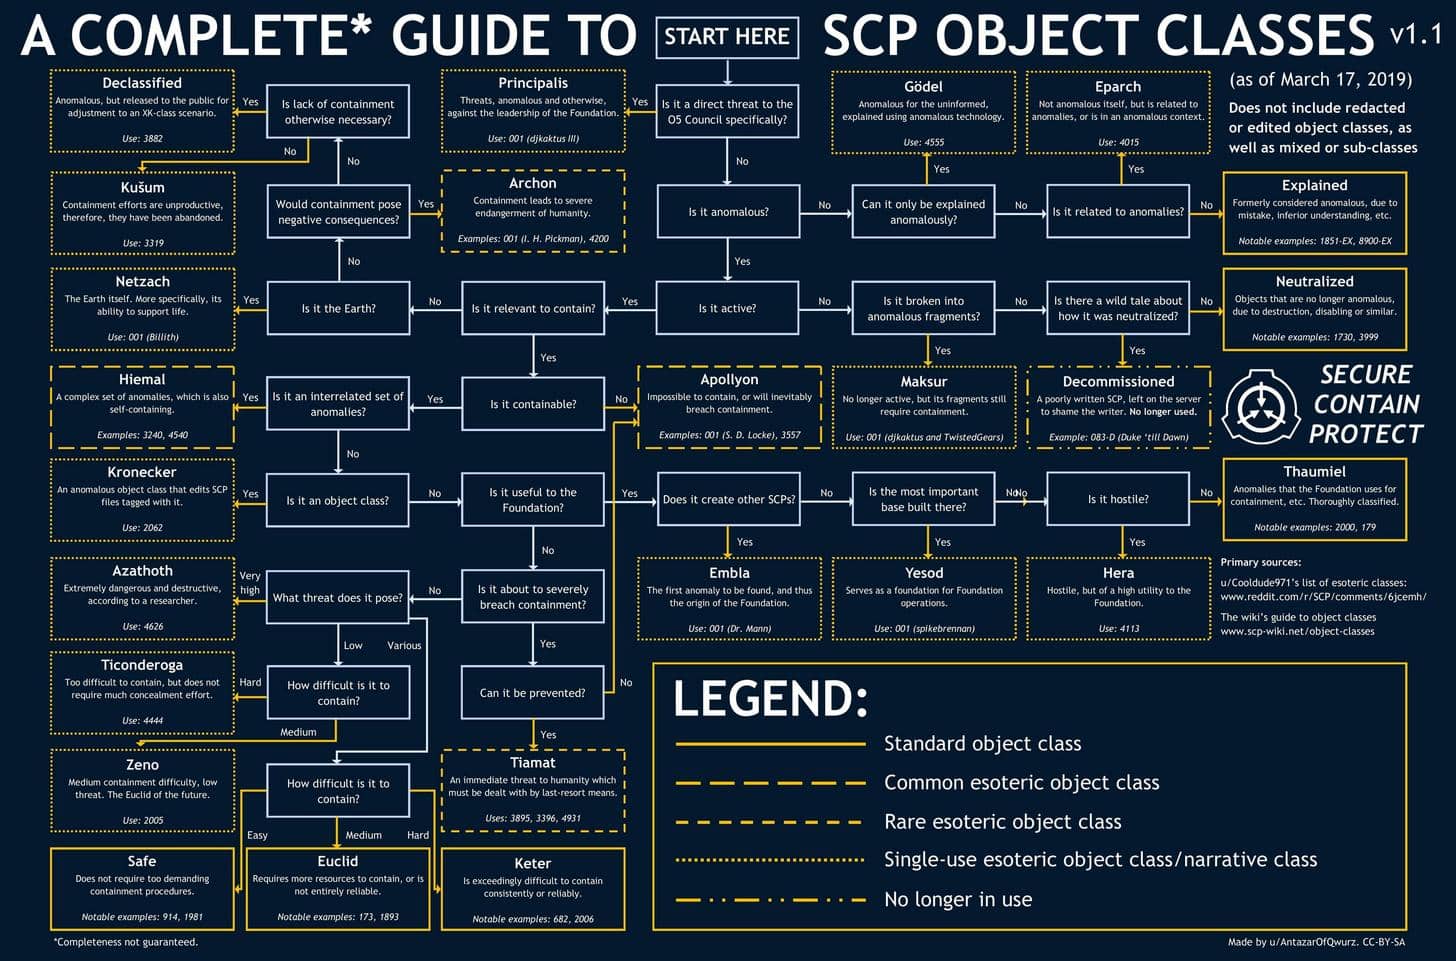 A COMPLETE* GUIDE TO
START HERE
SCP OBJECT CLASSES v1.1
(as of March 17, 2019)
Does not include redacted
or edited object classes, as
well as mixed or sub-classes
Declassified
Anomalous, but released to the public for
adjustment to an XK-class scenario.
Use: 3882
Yes
Is lack of containment
otherwise necessary?
No
No
Principalis
Threats, anomalous and otherwise,
against the leadership of the Foundation.
Use: 001 (djkaktus III)
Yes
Is it a direct threat to the
O5 Council specifically?
No
Gödel
Anomalous for the uninformed,
explained using anomalous technology.
Use: 4555
Yes
Eparch
Not anomalous itself, but is related to
anomalies, or is in an anomalous context.
Use: 4015
Yes
Kušum
Containment efforts are unproductive,
therefore, they have been abandoned.
Use: 3319
Would containment pose
negative consequences?
Yes
Archon
Containment leads to severe
endangerment of humanity.
Examples: 001 (I. H. Pickman), 4200
Is it anomalous?
No
Can it only be explained
anomalously?
No
Is it related to anomalies?
No
Explained
Formerly considered anomalous, due to
mistake, inferior understanding, etc.
Notable examples: 1851-EX, 8900-EX
No
Yes
Netzach
The Earth itself. More specifically, its
ability to support life.
Use: 001 (Billith)
Yes
Is it the Earth?
No
Is it relevant to contain?
Yes
Is it active?
No
Is it broken into
anomalous fragments?
No
Is there a wild tale about
how it was neutralized?
No
Neutralized
Objects that are no longer anomalous,
due to destruction, disabling or similar.
Notable examples: 1730, 3999
Yes
Yes
Yes
Hiemal
A complex set of anomalies, which is also
self-containing.
Examples: 3240, 4540
Yes
Is it an interrelated set of
anomalies?
Yes
Is it containable?
No
Apollyon
Impossible to contain, or will inevitably
breach containment.
Examples: 001 (S. D. Locke), 3557
Maksur
No longer active, but its fragments still
require containment.
Use: 001 (djkaktus and TwistedGears)
Decommissioned
A poorly written SCP, left on the server
to shame the writer. No longer used.
Example: 083-D (Duke 'till Dawn)
SECURE
CONTAIN
PROTECT
No
Kronecker
An anomalous object class that edits SCP
files tagged with it.
Use: 2062
Yes
Is it an object class?
No
Is it useful to the
Foundation?
Yes
Does it create other SCPs?
No
Is the most important
base built there?
No
No
Is it hostile?
No
Thaumiel
Anomalies that the Foundation uses for
containment, etc. Thoroughly classified.
Notable examples: 2000, 179
No
Yes
Yes
Yes
Azathoth
Extremely dangerous and destructive,
according to a researcher.
Use: 4626
Very
high
What threat does it pose?
No
Is it about to severely
breach containment?
Embla
The first anomaly to be found, and thus
the origin of the Foundation.
Use: 001 (Dr. Mann)
Yesod
Serves as a foundation for Foundation
operations.
Use: 001 (spikebrennan)
Hera
Hostile, but of a high utility to the
Foundation.
Use: 4113
Primary sources:
u/Cooldude971's list of esoteric classes:
www.reddit.com/r/SCP/comments/6jcemh/
The wiki's guide to object classes
www.scp-wiki.net/object-classes
Low
Various
Yes
Ticonderoga
Too difficult to contain, but does not
require much concealment effort.
Use: 4444
Hard
How difficult is it to
contain?
Medium
Can it be prevented?
No
Yes
Zeno
Medium containment difficulty, low
threat. The Euclid of the future.
Use: 2005
How difficult is it to
contain?
Easy
Medium
Hard
Tiamat
An immediate threat to humanity which
must be dealt with by last-resort means.
Uses: 3895, 3396, 4931
Safe
Does not require too demanding
containment procedures.
Notable examples: 914, 1981
Euclid
Requires more resources to contain, or is
not entirely reliable.
Notable examples: 173, 1893
Keter
Is exceedingly difficult to contain
consistently or reliably.
Notable examples: 682, 2006
LEGEND:
Standard object class
Common esoteric object class
Rare esoteric object class
Single-use esoteric object class/narrative class
No longer in use
*Completeness not guaranteed.
Made by u/AntazarOfQwurz. CC-BY-SA